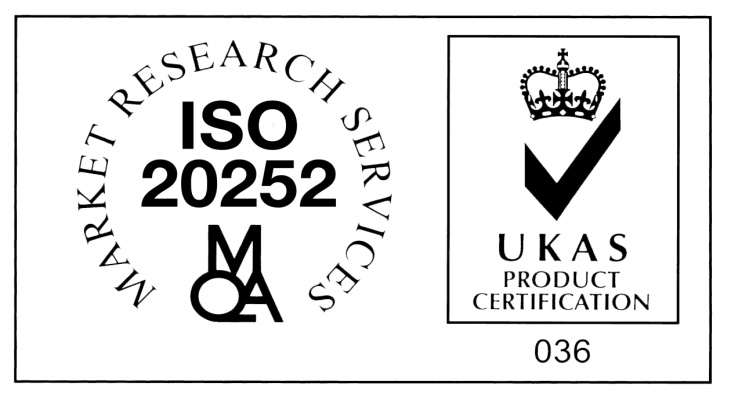 MARKET RESEARCH SERVICES
ISO
20252
MQA
UKAS
PRODUCT
CERTIFICATION
036